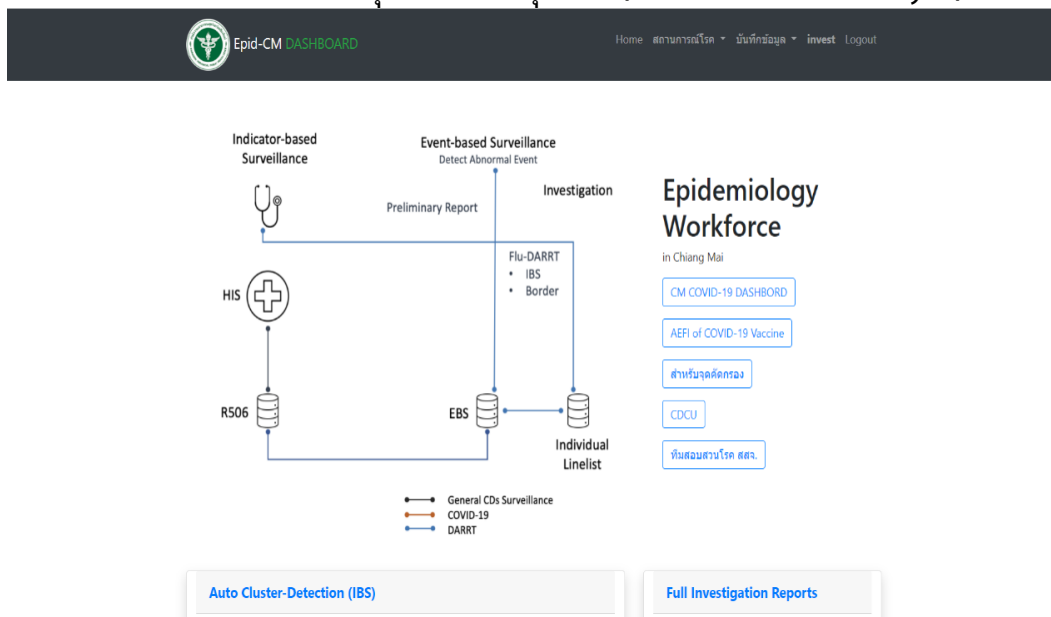 Epid-CM DASHBOARD
Home สถานการณ์โรค บันทึกข้อมูล invest Logout
Indicator-based
Surveillance
Event-based Surveillance
Detect Abnormal Event
Investigation
Preliminary Report
Flu-DARRT
• IBS
• Border
HIS
R506
EBS
Individual
Linelist
General CDs Surveillance
COVID-19
DARRT
Epidemiology
Workforce
in Chiang Mai
CM COVID-19 DASHBORD
AEFI of COVID-19 Vaccine
สำหรับจุดคัดกรอง
CDCU
ทีมสอบสวนโรค สสจ.
Auto Cluster-Detection (IBS)
Full Investigation Reports